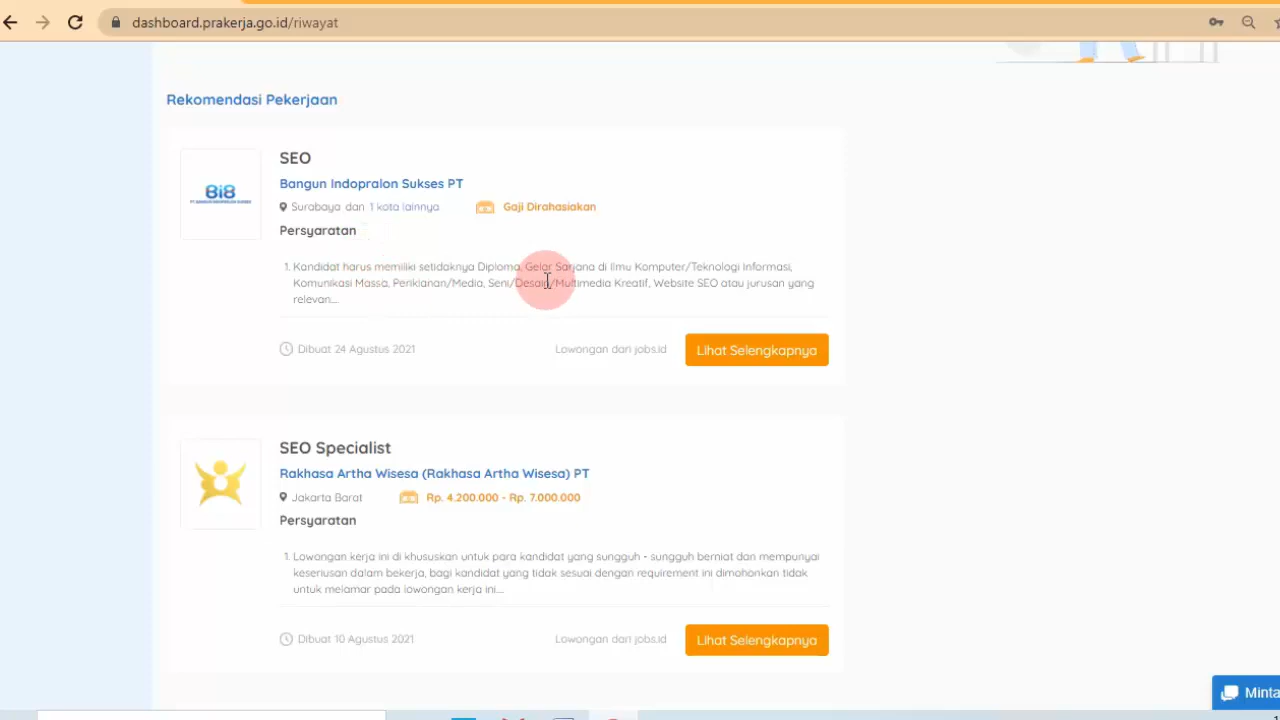 dashboard.prakerja.go.id/riwayat
Rekomendasi Pekerjaan
SEO
Bangun Indopralon Sukses PT
Surabaya dan 1 kota lainnya
Gaji Dirahasiakan
Persyaratan
1. Kandidat harus memiliki setidaknya Diploma, Gelar Sarjana di Ilmu Komputer/Teknologi Informasi,
Komunikasi Massa, Periklanan/Media, Seni/Desain/Multimedia Kreatif, Website SEO atau jurusan yang
relevan....
Dibuat 24 Agustus 2021
Lowongan dari jobs.id
Lihat Selengkapnya
SEO Specialist
Rakhasa Artha Wisesa (Rakhasa Artha Wisesa) PT
Jakarta Barat
Rp. 4.200.000 - Rp. 7.000.000
Persyaratan
1. Lowongan kerja ini di khususkan untuk para kandidat yang sungguh - sungguh berniat dan mempunyai
keseriusan dalam bekerja, bagi kandidat yang tidak sesuai dengan requirement ini dimohonkan tidak
untuk melamar pada lowongan kerja ini....
Dibuat 10 Agustus 2021
Lowongan dari jobs.id
Lihat Selengkapnya
Minta